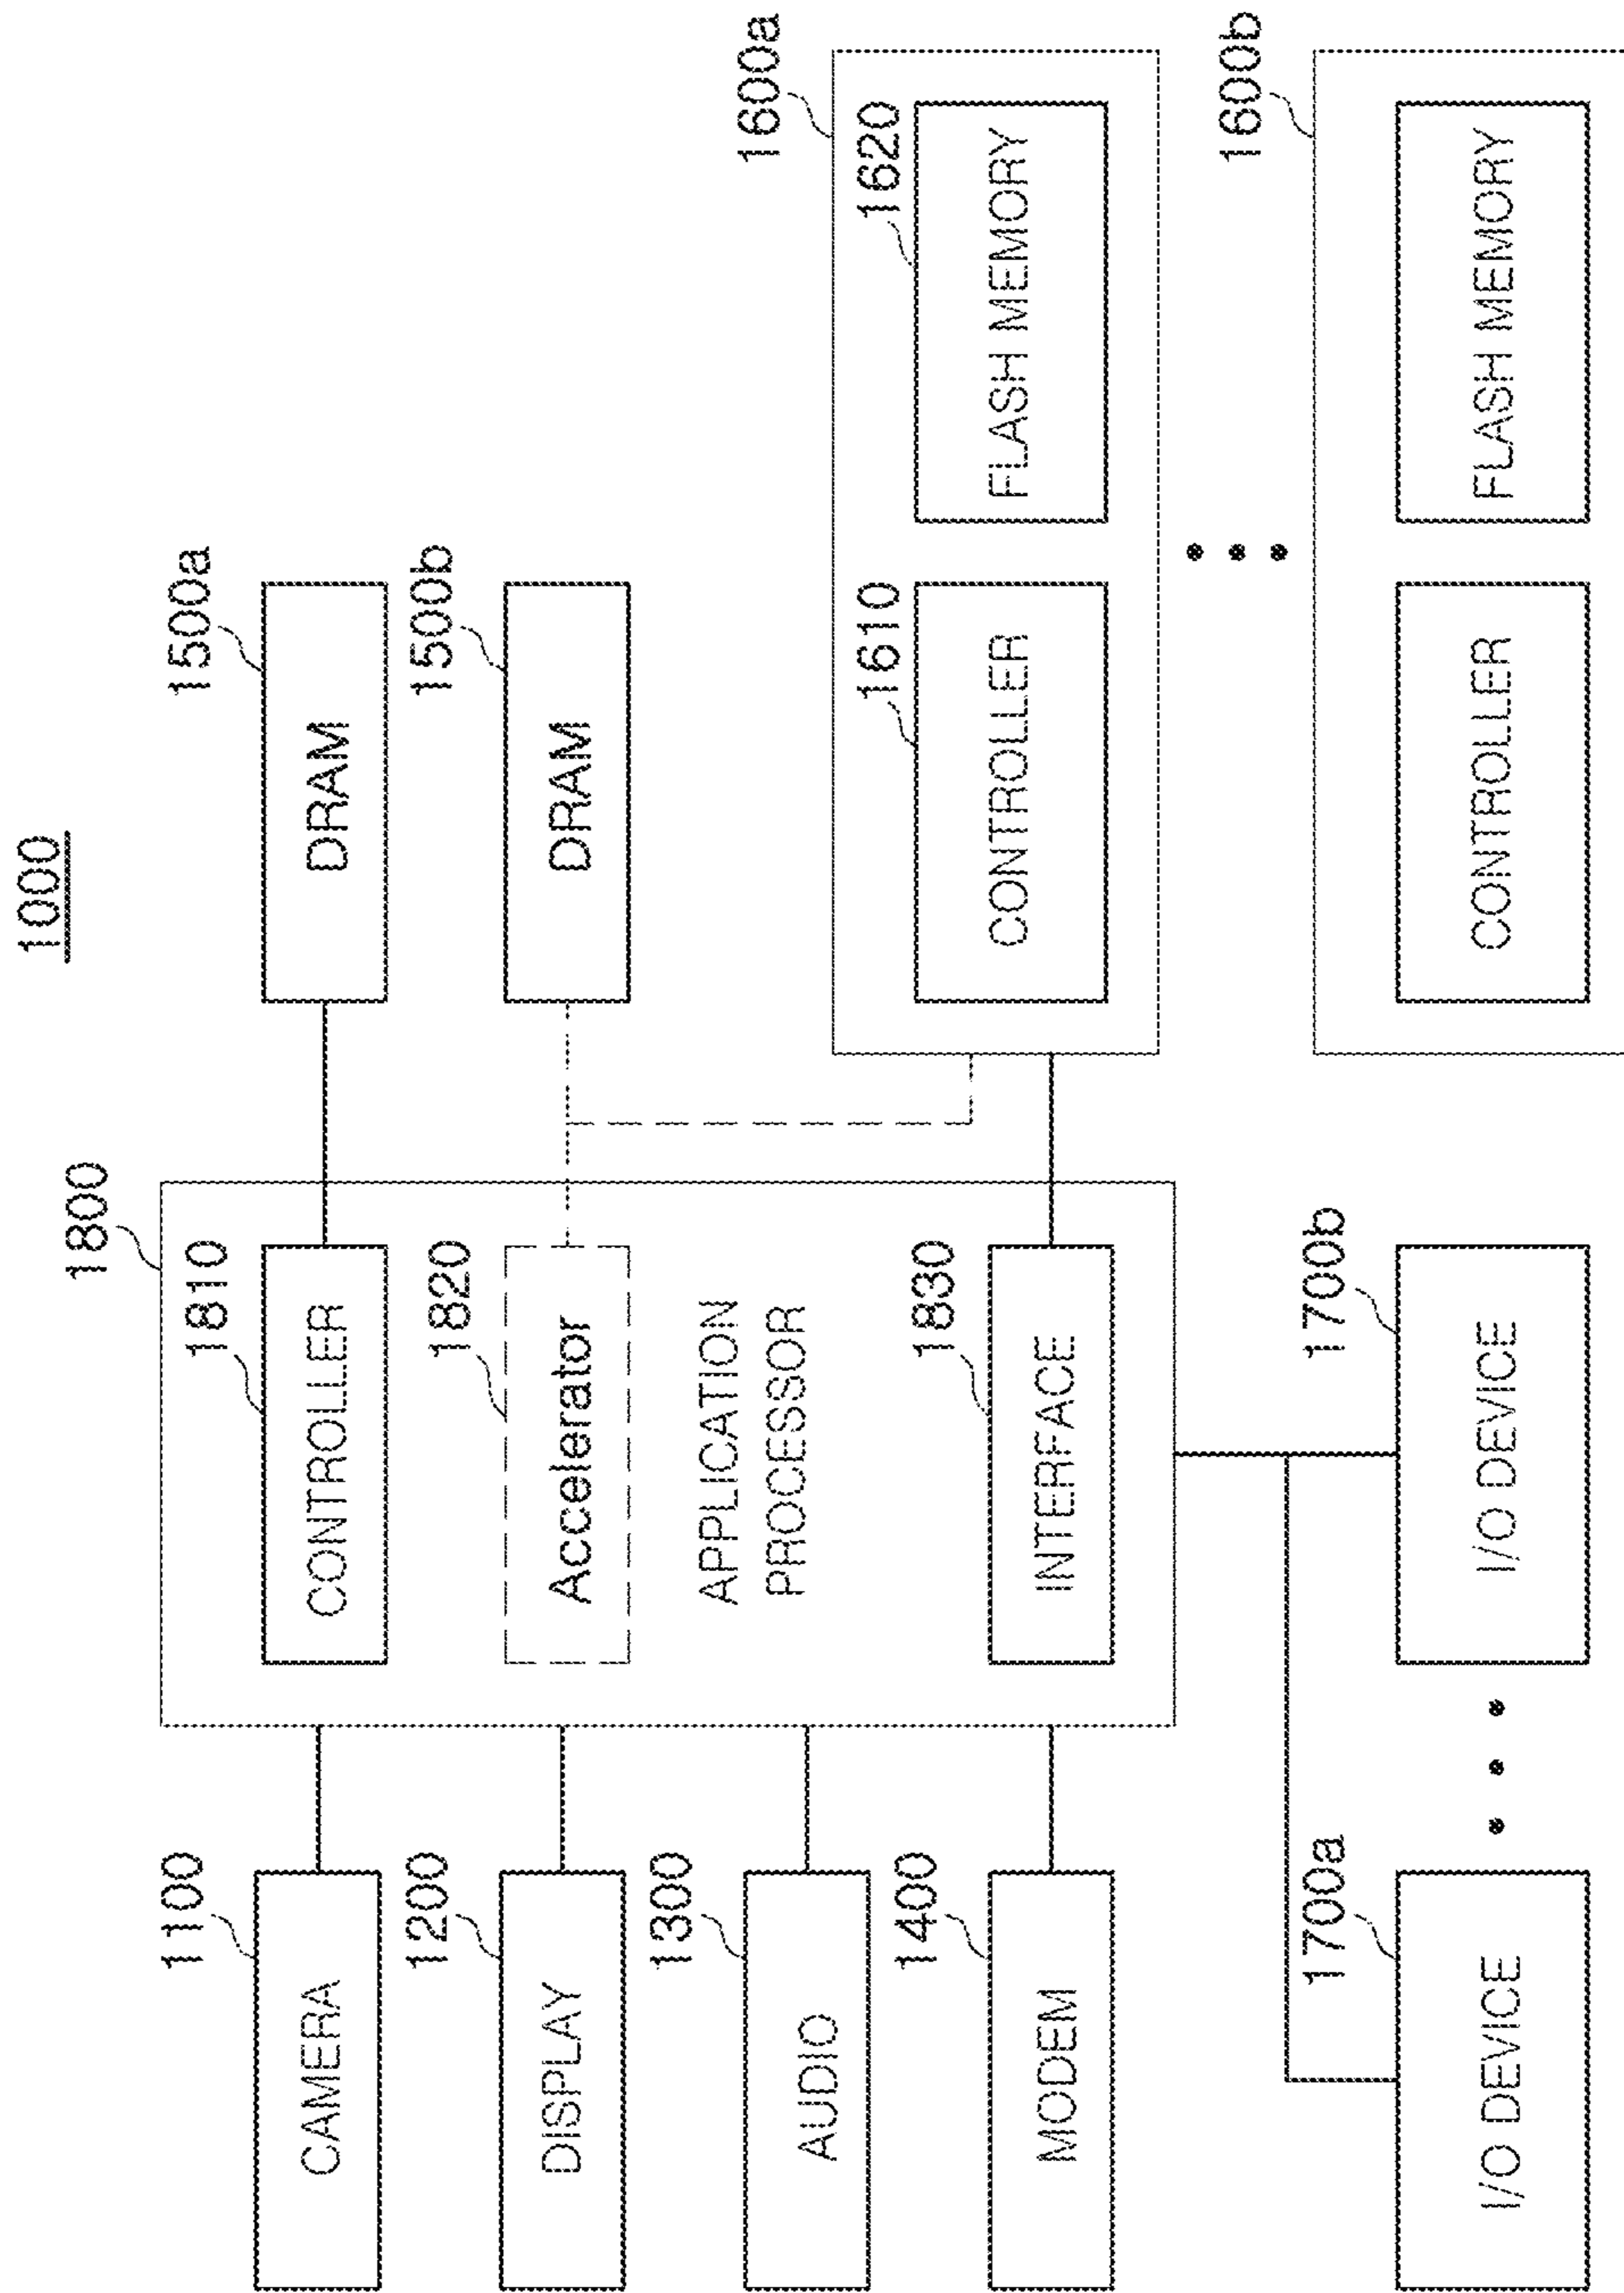 1000
1800
1100
CAMERA
1810
CONTROLLER
1500a
DRAM
1200
DISPLAY
1820
Accelerator
1500b
DRAM
1300
AUDIO
APPLICATION
PROCESSOR
1600a
1400
MODEM
1830
INTERFACE
1610
CONTROLLER
1620
FLASH MEMORY
1700a
I/O DEVICE
1700b
I/O DEVICE
1600b
CONTROLLER
FLASH MEMORY